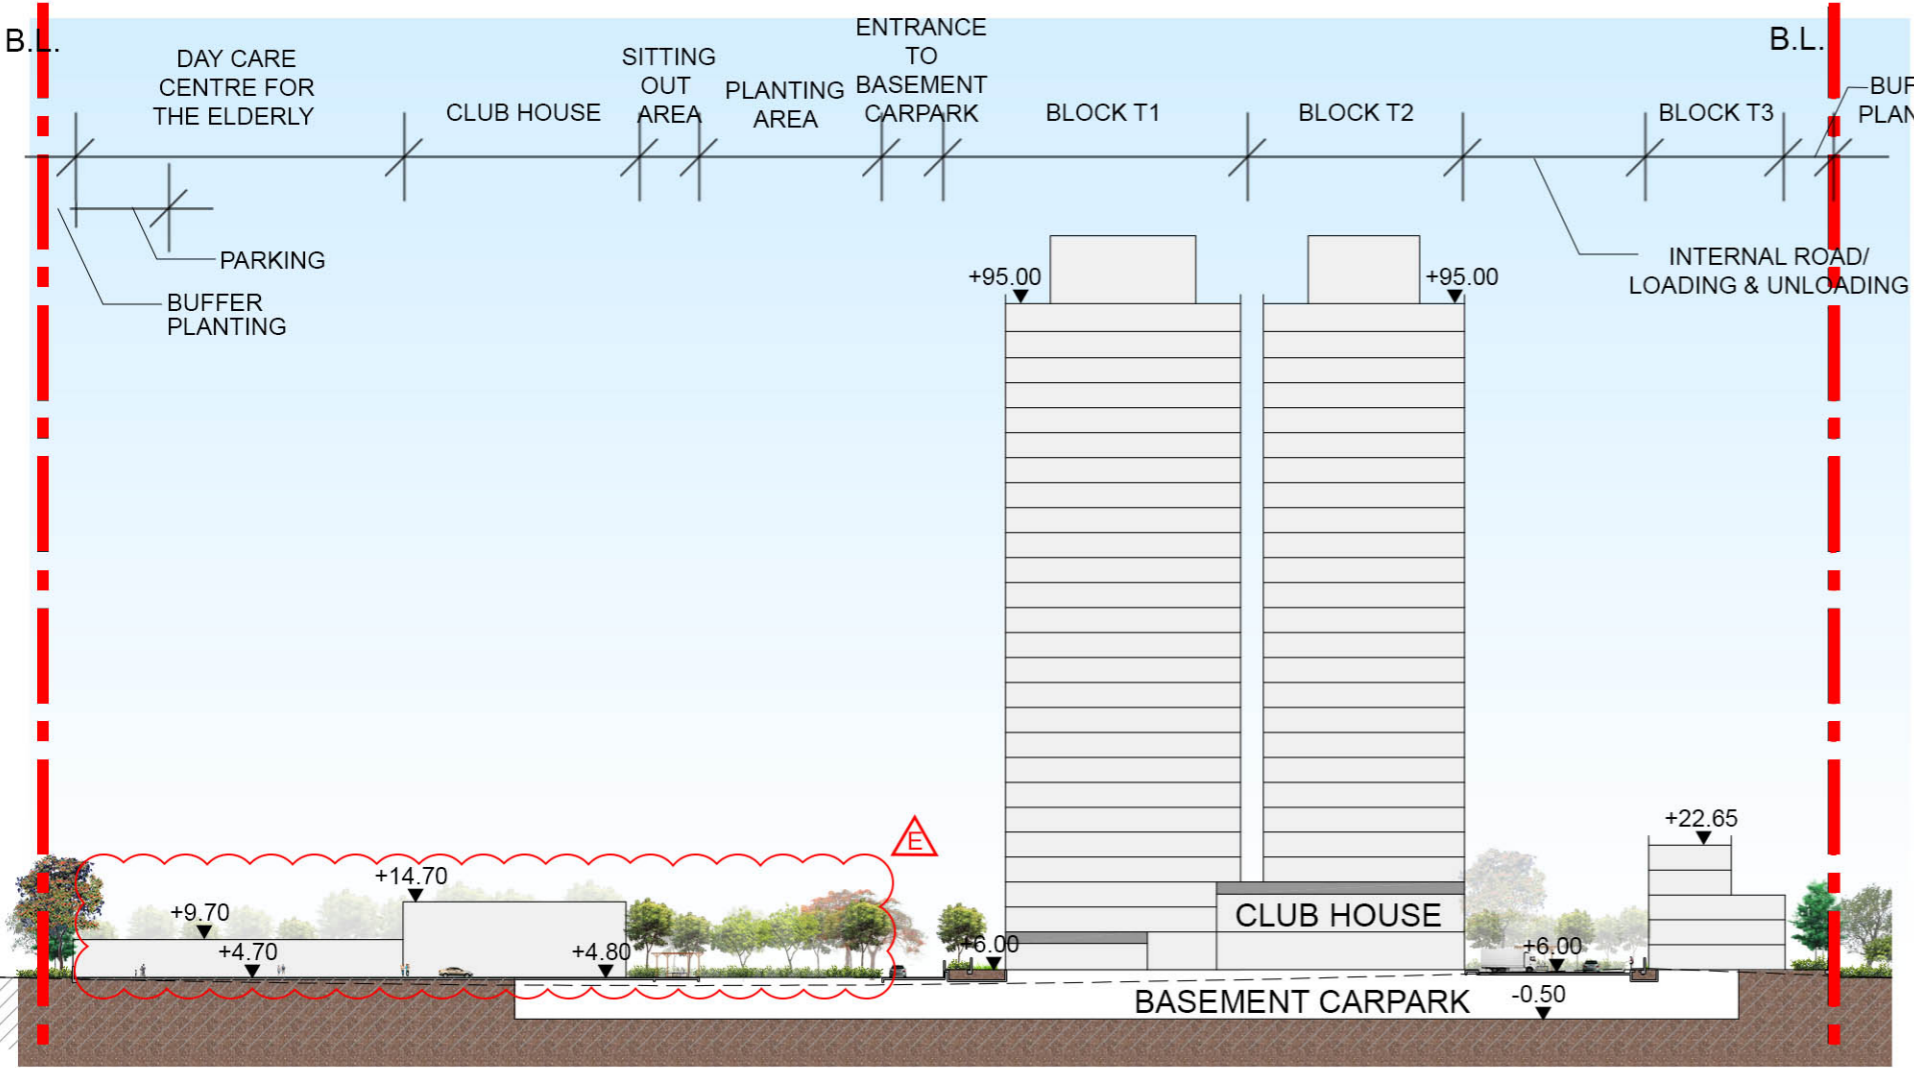 B.L.
B.L.
DAY CARE
CENTRE FOR
THE ELDERLY
CLUB HOUSE
SITTING
OUT
AREA
PLANTING
AREA
ENTRANCE
TO
BASEMENT
CARPARK
BLOCK T1
BLOCK T2
BLOCK T3
BUF
PLAN
PARKING
BUFFER
PLANTING
INTERNAL ROAD/
LOADING & UNLOADING
+95.00
+95.00
+22.65
E
+14.70
+9.70
+4.70
+4.80
+6.00
CLUB HOUSE
+6.00
BASEMENT CARPARK
-0.50